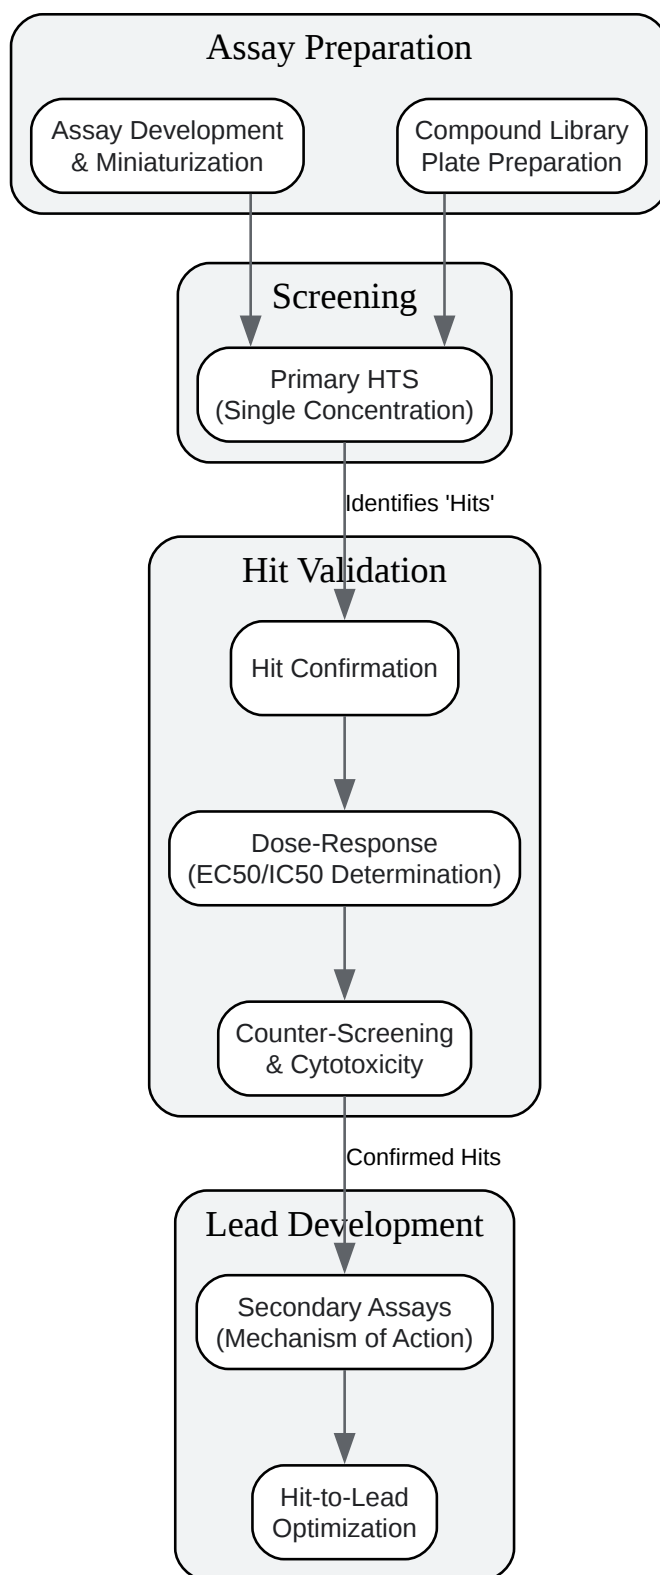 Assay Preparation
Assay Development
& Miniaturization
Compound Library
Plate Preparation
Screening
Primary HTS
(Single Concentration)
Identifies 'Hits'
Hit Validation
Hit Confirmation
Dose-Response
(EC50/IC50 Determination)
Counter-Screening
& Cytotoxicity
Confirmed Hits
Lead Development
Secondary Assays
(Mechanism of Action)
Hit-to-Lead
Optimization